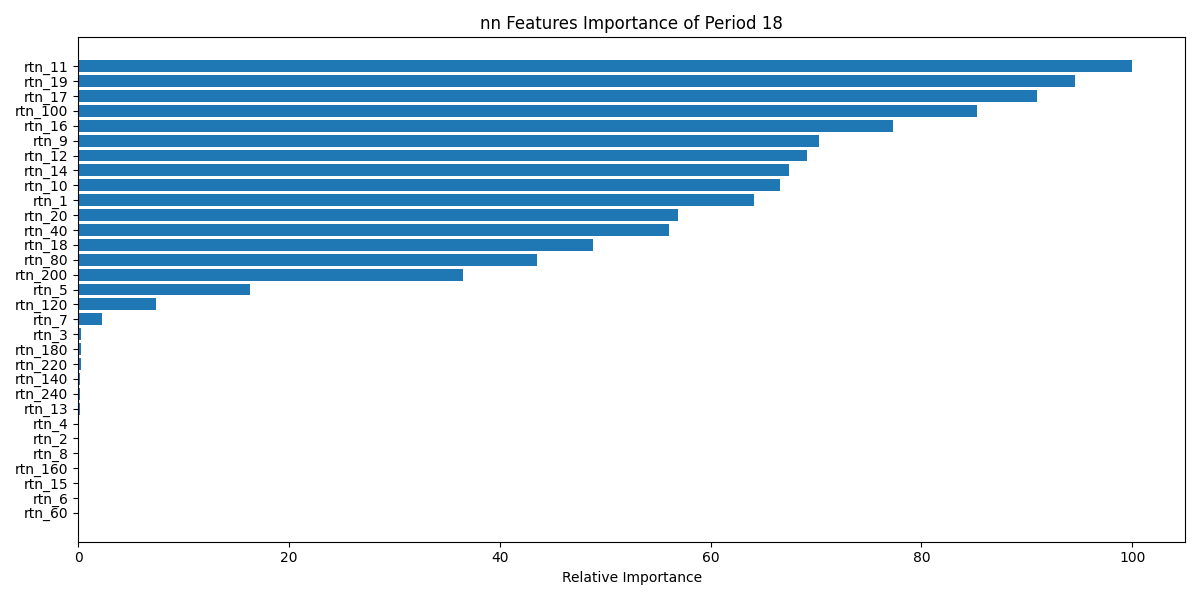 nn Features Importance of Period 18
rtn_11
rtn_19
rtn_17
rtn_100
rtn_16
rtn_9
rtn_12
rtn_14
rtn_10
rtn_1
rtn_20
rtn_40
rtn_18
rtn_80
rtn_200
rtn_5
rtn_120
rtn_7
rtn_3
rtn_180
rtn_220
rtn_140
rtn_240
rtn_13
rtn_4
rtn_2
rtn_8
rtn_160
rtn_15
rtn_6
rtn_60
0 20 40 60 80 100
Relative Importance